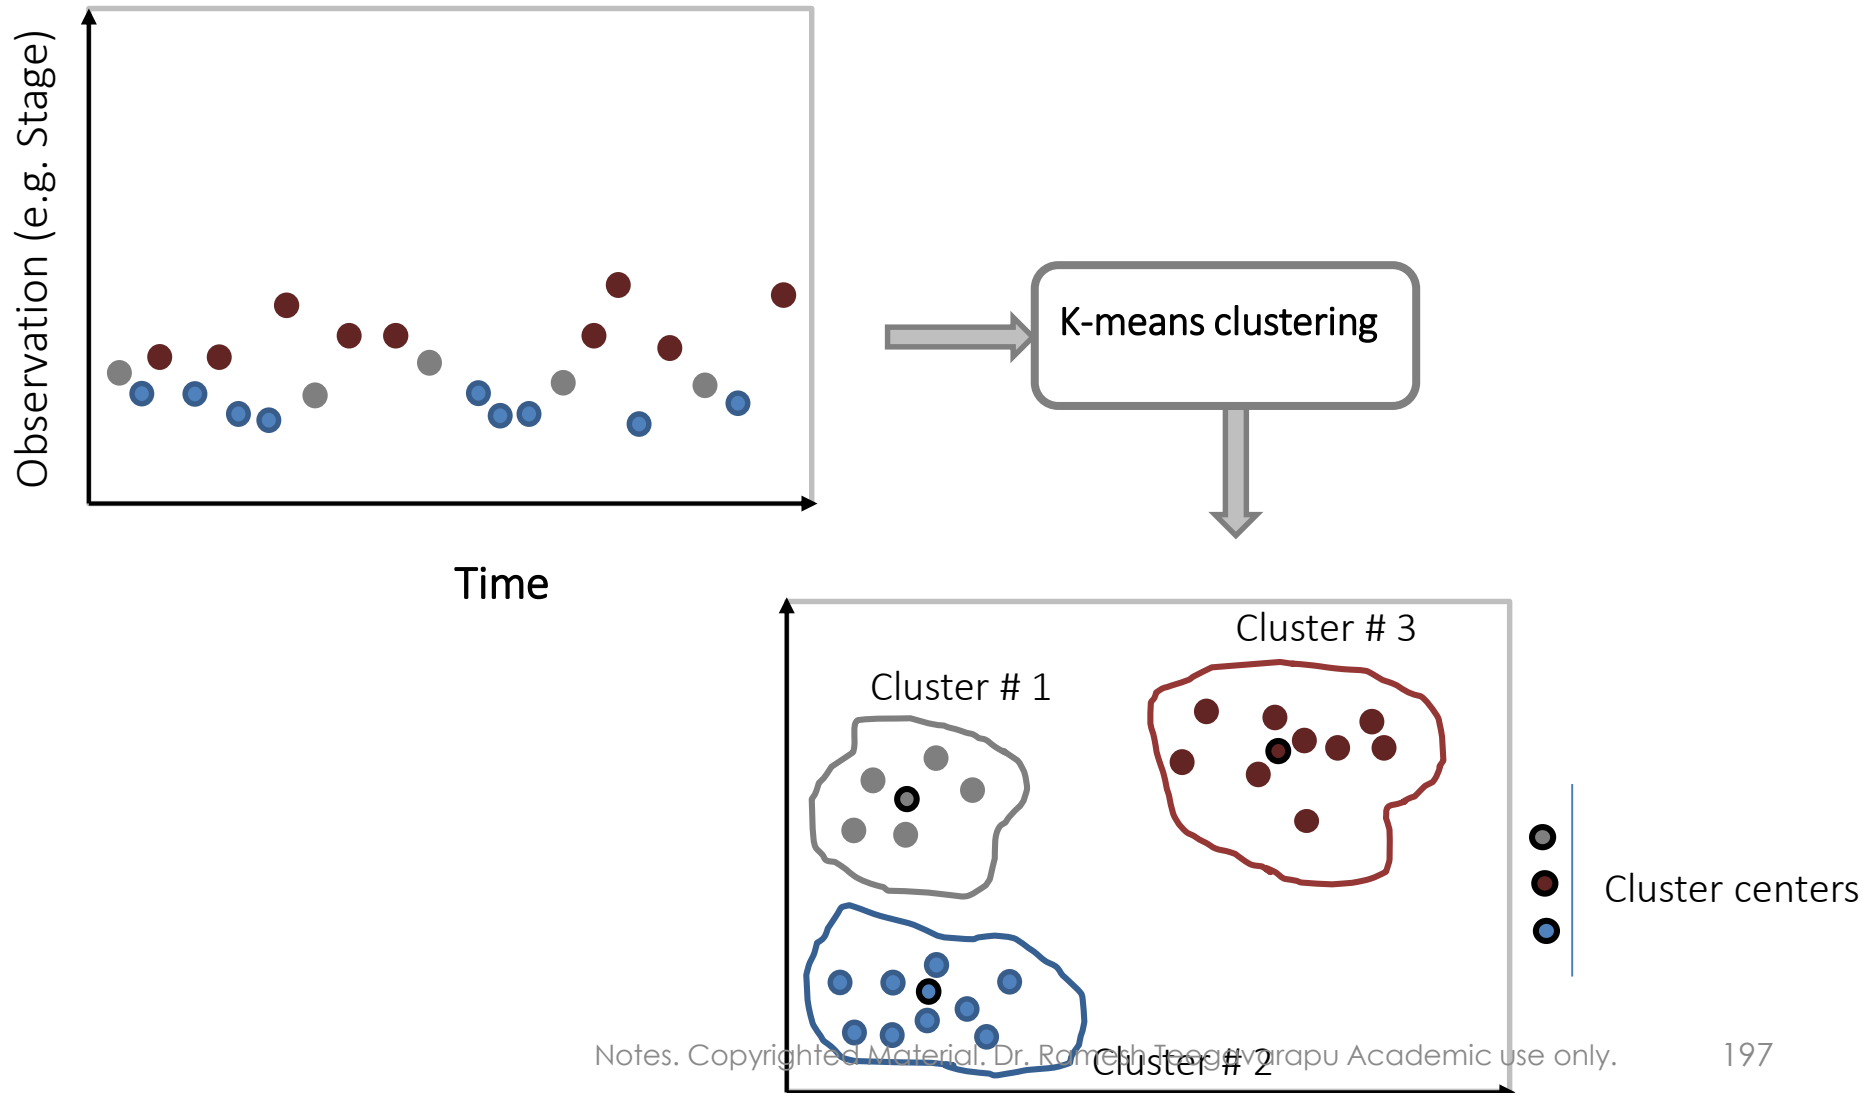 Observation (e.g. Stage)
K-means clustering
Time
Cluster # 3
Cluster # 1
Cluster centers
Cluster # 2
Notes. Copyrighted Material. Dr. Ramesh Teegavarapu Academic use only.
197